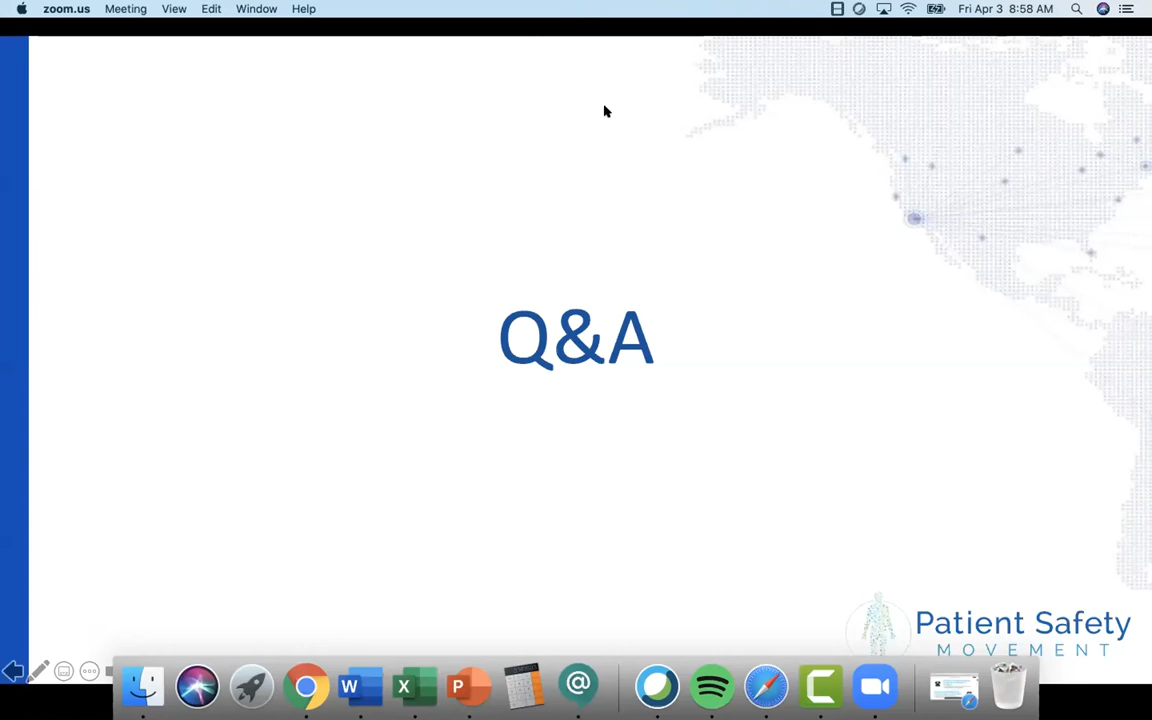 zoom.us Meeting View Edit Window Help Fri Apr 3 8:58 AM
Q&A
Patient Safety
MOVEMENT
W X P @ C